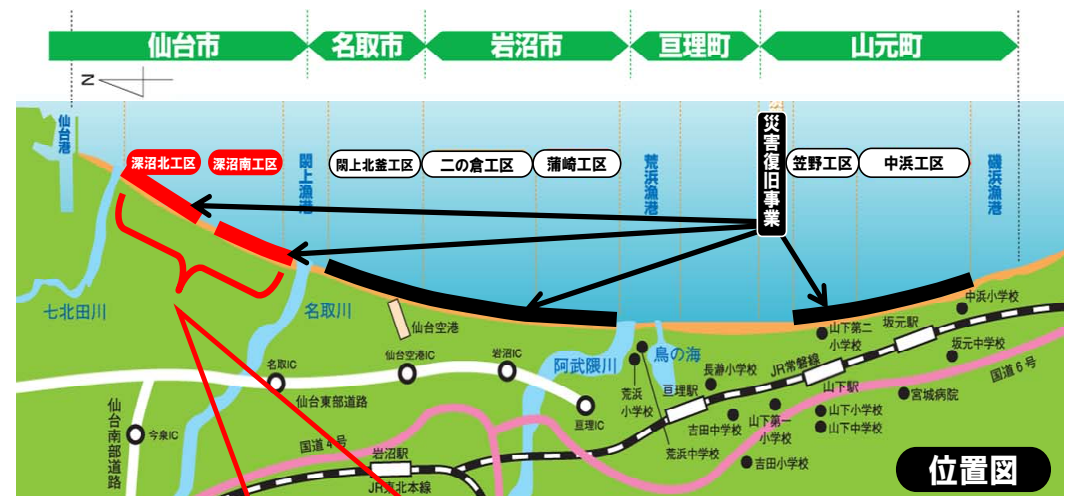 仙台市
名取市
岩沼市
亘理町
山元町
N
仙台港
深沼北工区
深沼南工区
閖上漁港
閖上北釜工区
二の倉工区
蒲崎工区
荒浜漁港
災害復旧事業
笠野工区
中浜工区
磯浜漁港
七北田川
名取川
仙台空港
阿武隈川
鳥の海
中浜小学校
坂元駅
山下第二
小学校
坂元中学校
JR常磐線
国道6号
名取IC
仙台空港IC
岩沼IC
長瀞小学校
山下駅
宮城病院
仙台東部道路
荒浜
小学校
亘理駅
山下小学校
山下中学校
仙台南部道路
今泉IC
亘理IC
吉田中学校
山下第一
小学校
国道4号
岩沼駅
荒浜中学校
吉田小学校
JR東北本線
位置図